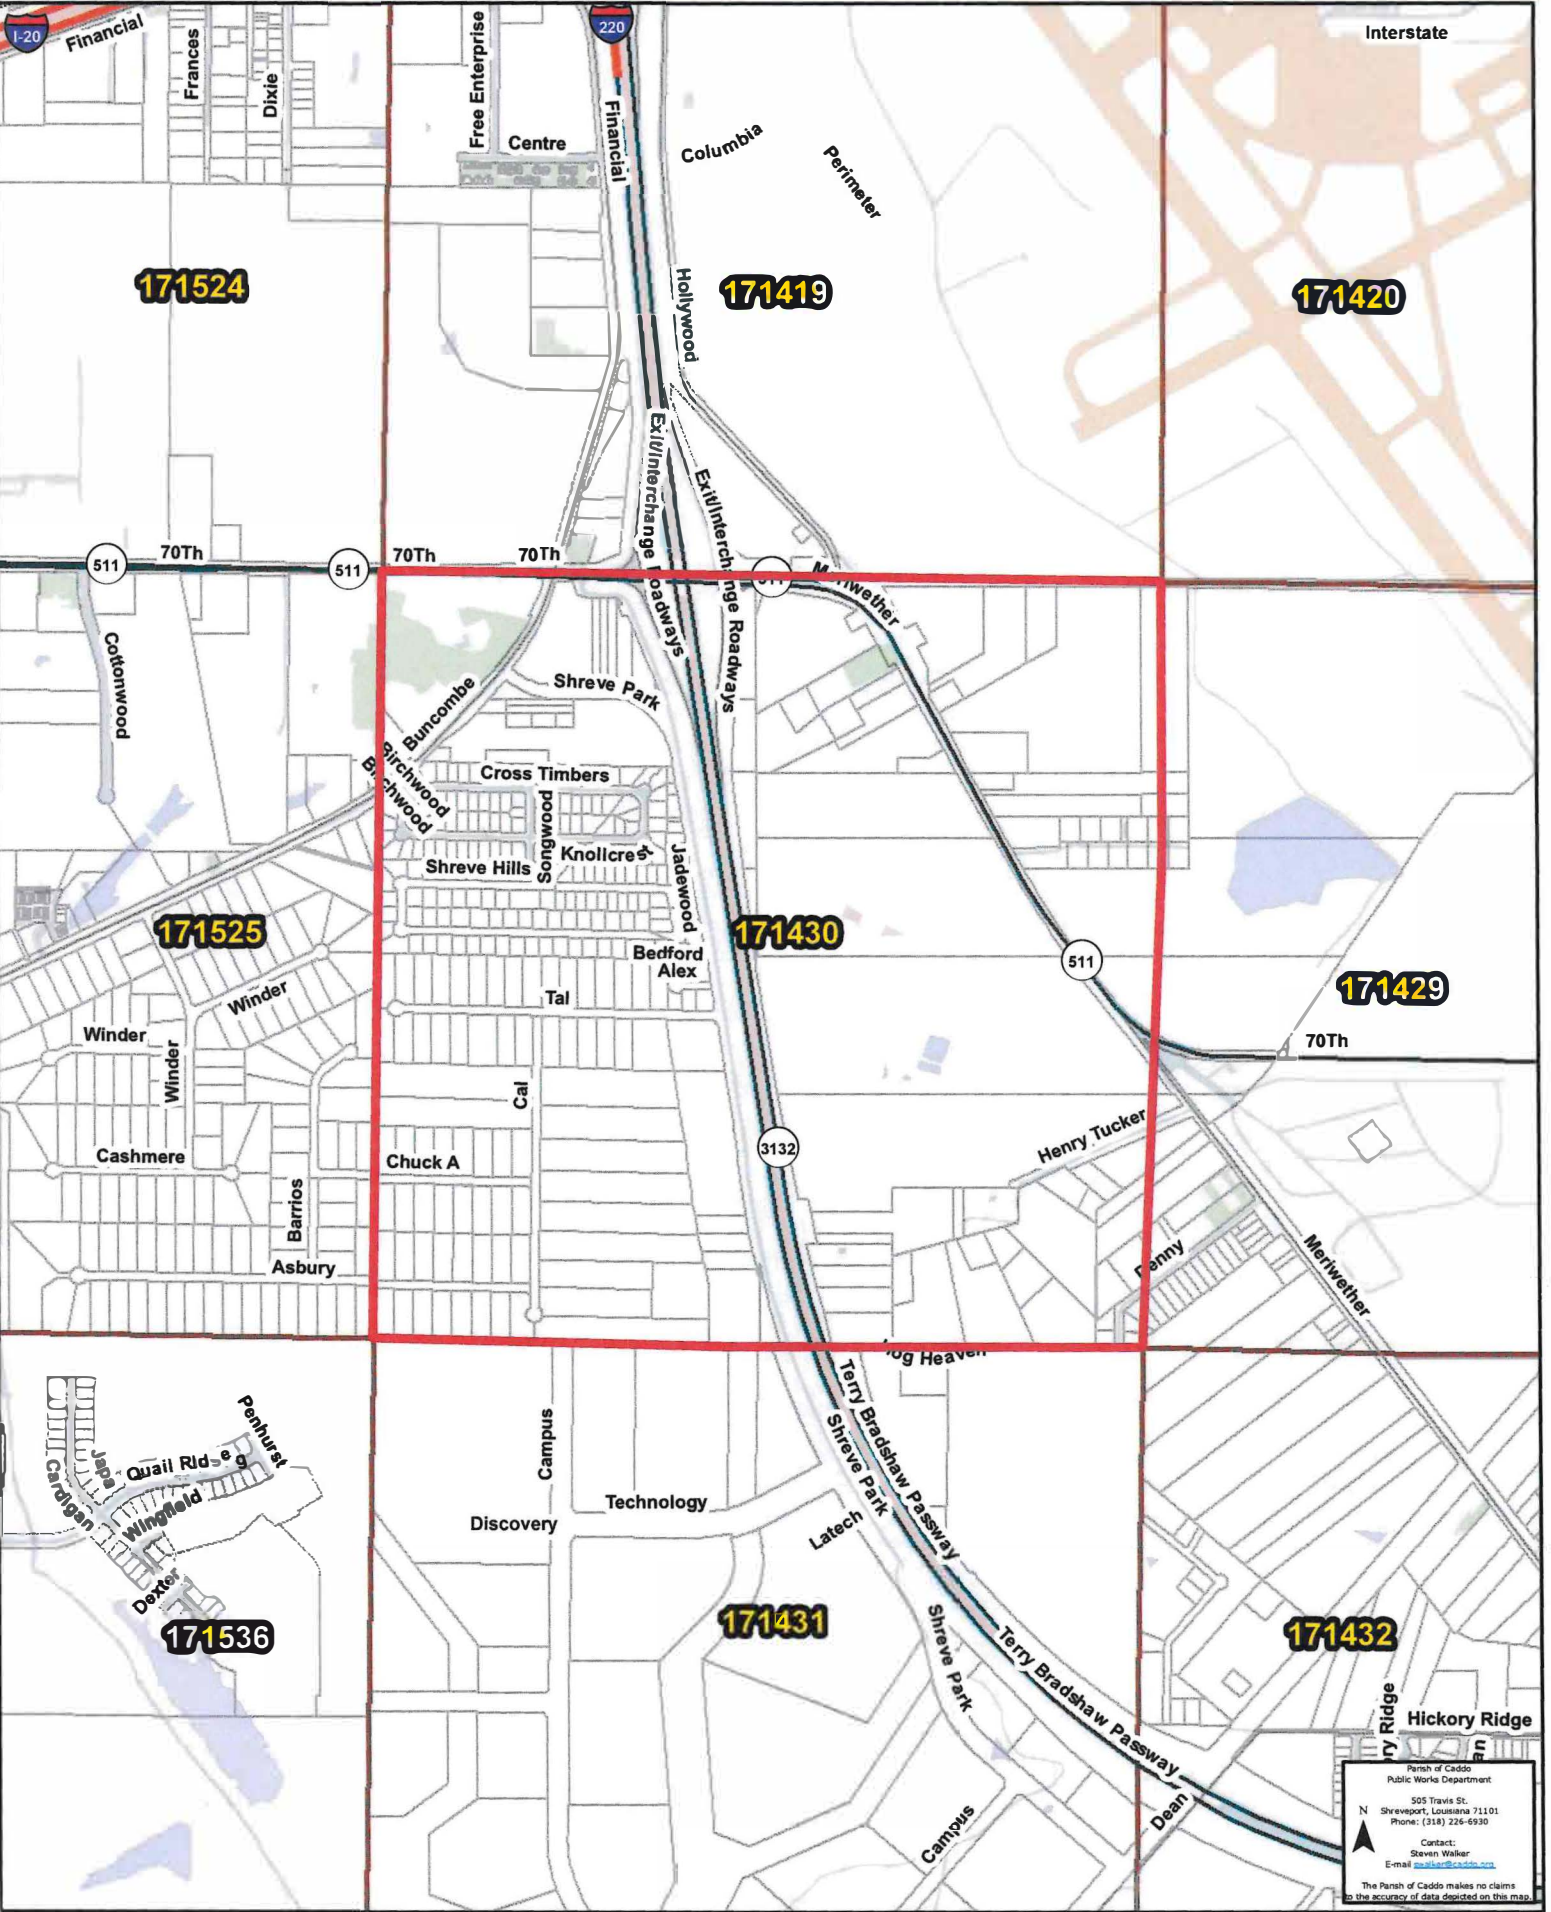 I-20
Financial
Frances
Dixie
Free Enterprise
Centre
220
Financial
Columbia
Perimeter
Interstate
171524
171419
171420
Hollywood
Exit/Interchange Roadways
Exit/Interchange Roadways
511
70Th
511
70Th
70Th
Meriwether
Cottonwood
Buncombe
Shreve Park
Birchwood
Birchwood
Cross Timbers
Songwood
Knollcrest
Shreve Hills
Jadewood
171525
171430
Bedford
Alex
511
171429
Winder
Tal
Winder
Winder
70Th
Cal
3132
Henry Tucker
Cashmere
Chuck A
Barrios
Asbury
Meriwether
Penhurst
Cardigan
Quail Ridge
Wingfield
Dexter
171536
Campus
Terry Bradshaw Passway
Shreve Park
Technology
Discovery
Latech
171431
Shreve Park
Terry Bradshaw Passway
171432
Hickory Ridge
ory Ridge
an
Campus
Dean
Parish of Caddo
Public Works Department
505 Travis St.
Shreveport, Louisiana 71101
Phone: (318) 226-6930
N
Contact:
Steven Walker
E-mail
The Parish of Caddo makes no claims
to the accuracy of data depicted on this map.